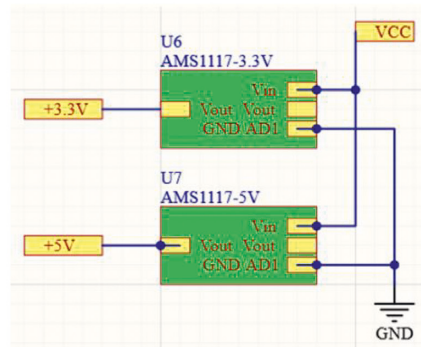 VCC
U6
AMS1117-3.3V
Vin
+3.3V
Vout Vout
GND AD1
U7
AMS1117-5V
Vin
+5V
Vout Vout
GND AD1
GND